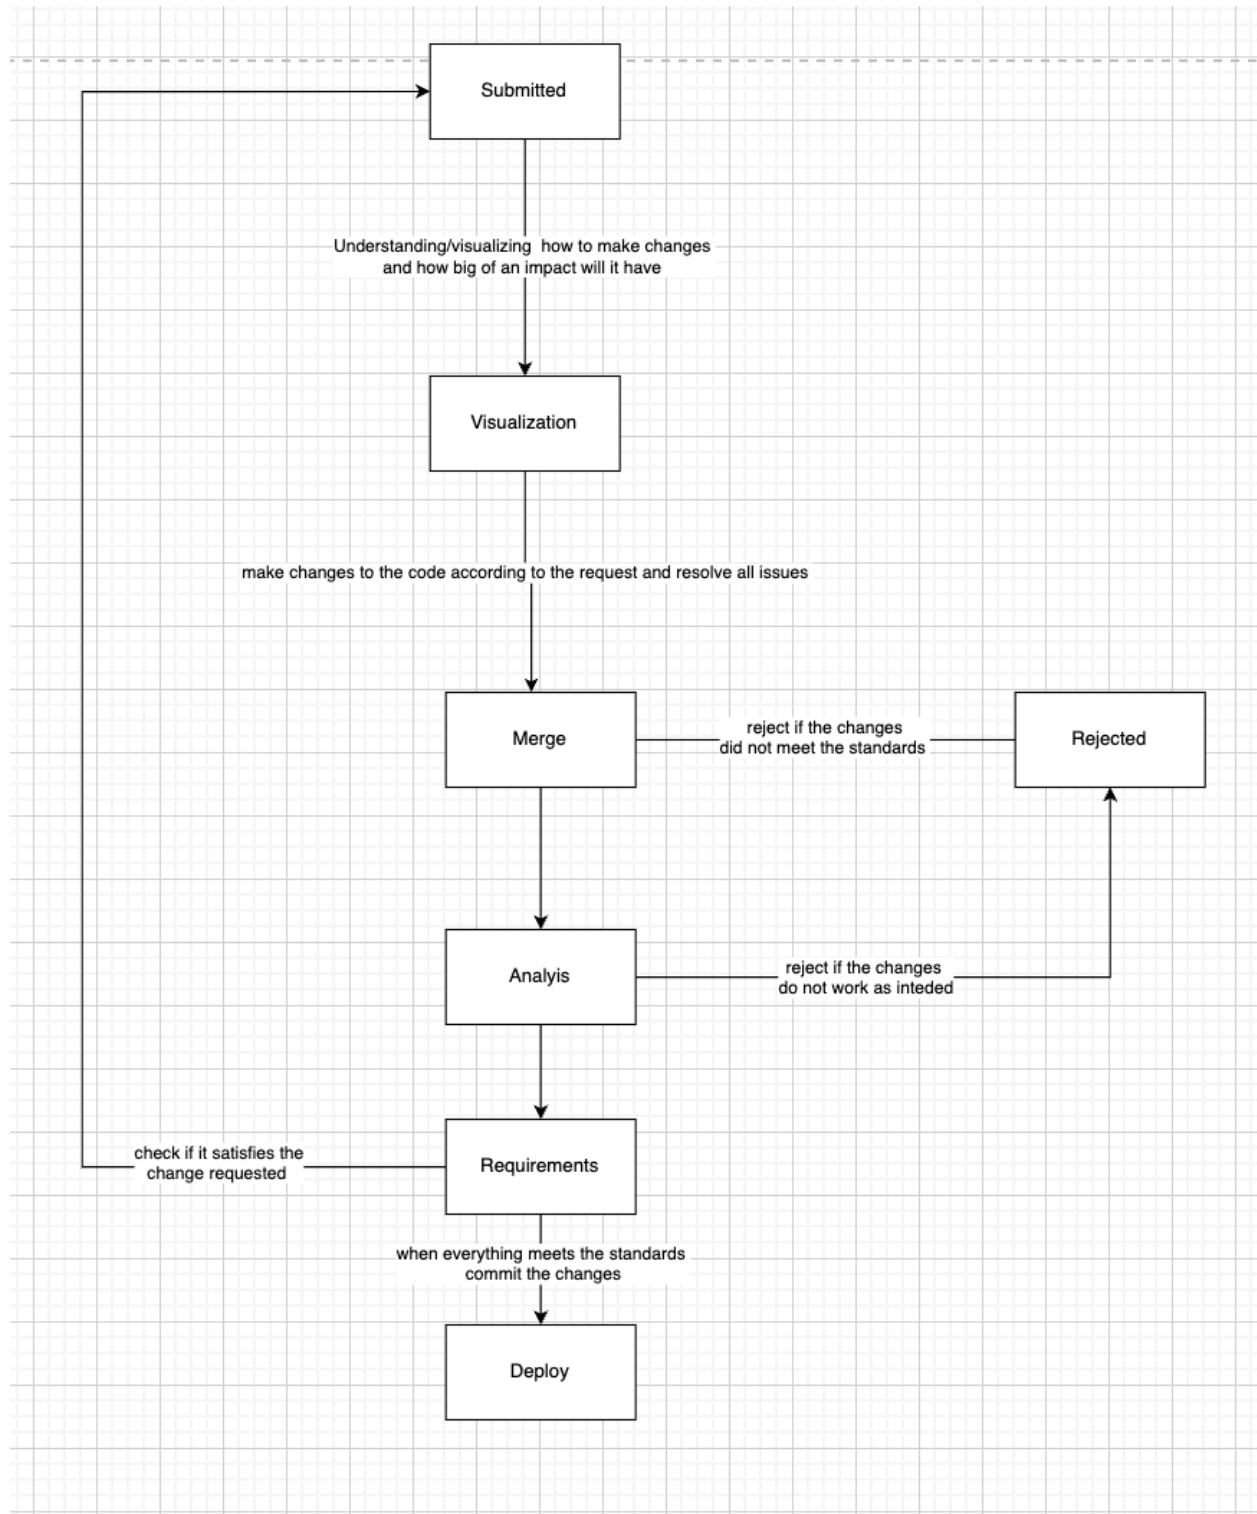 Submitted
Understanding/visualizing  how to make changes
and how big of an impact will it have
Visualization
make changes to the code according to the request and resolve all issues
Merge
reject if the changes
did not meet the standards
Rejected
Analyis
reject if the changes
do not work as inteded
check if it satisfies the
change requested
Requirements
when everything meets the standards
commit the changes
Deploy